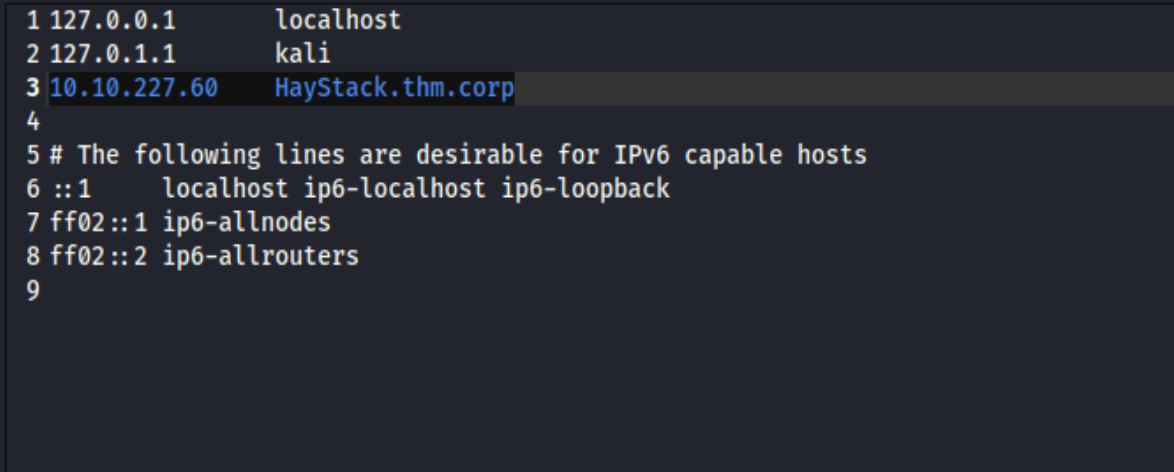 1 127.0.0.1 localhost
2 127.0.1.1 kali
3 10.10.227.60 HayStack.thm.corp
4
5 # The following lines are desirable for IPv6 capable hosts
6 ::1 localhost ip6-localhost ip6-loopback
7 ff02::1 ip6-allnodes
8 ff02::2 ip6-allrouters
9